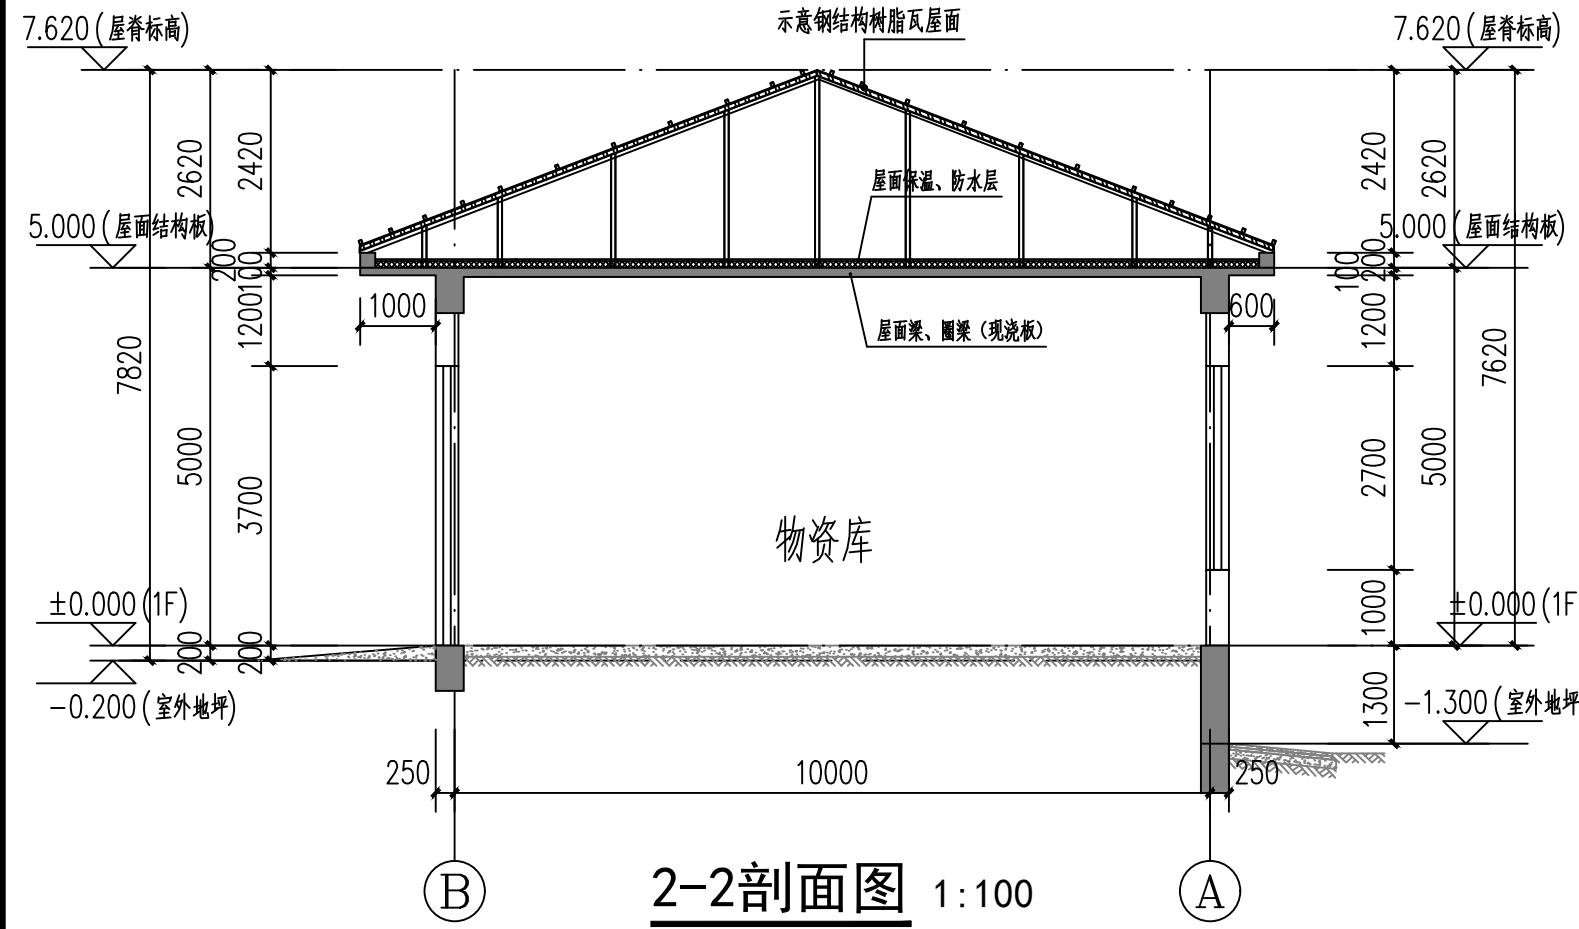 7.620(屋脊标高)
示意钢结构树脂瓦屋面
7.620(屋脊标高)
2620
2420
2420
2620
屋面保温、防水层
5.000(屋面结构板)
5.000(屋面结构板)
200
100
200
100
1000
600
1200
1200
屋面梁、圈梁（现浇板）
7820
7620
5000
3700
2700
5000
物资库
±0.000(1F)
±0.000(1F
1000
200
200
-0.200(室外地坪)
1300
-1.300(室外地坪
250
10000
250
B
A
2-2剖面图 1:100